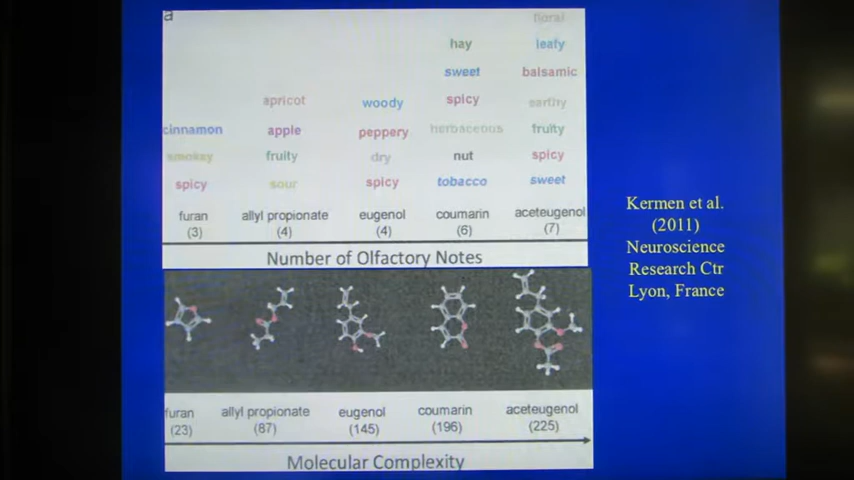 a
floral
hay leafy
sweet balsamic
apricot woody spicy earthy
cinnamon apple peppery herbaceous fruity
smokey fruity dry nut spicy
spicy sour spicy tobacco sweet
furan allyl propionate eugenol coumarin aceteugenol
(3) (4) (4) (6) (7)
Number of Olfactory Notes
furan allyl propionate eugenol coumarin aceteugenol
(23) (87) (145) (196) (225)
Molecular Complexity
Kermen et al.
(2011)
Neuroscience
Research Ctr
Lyon, France